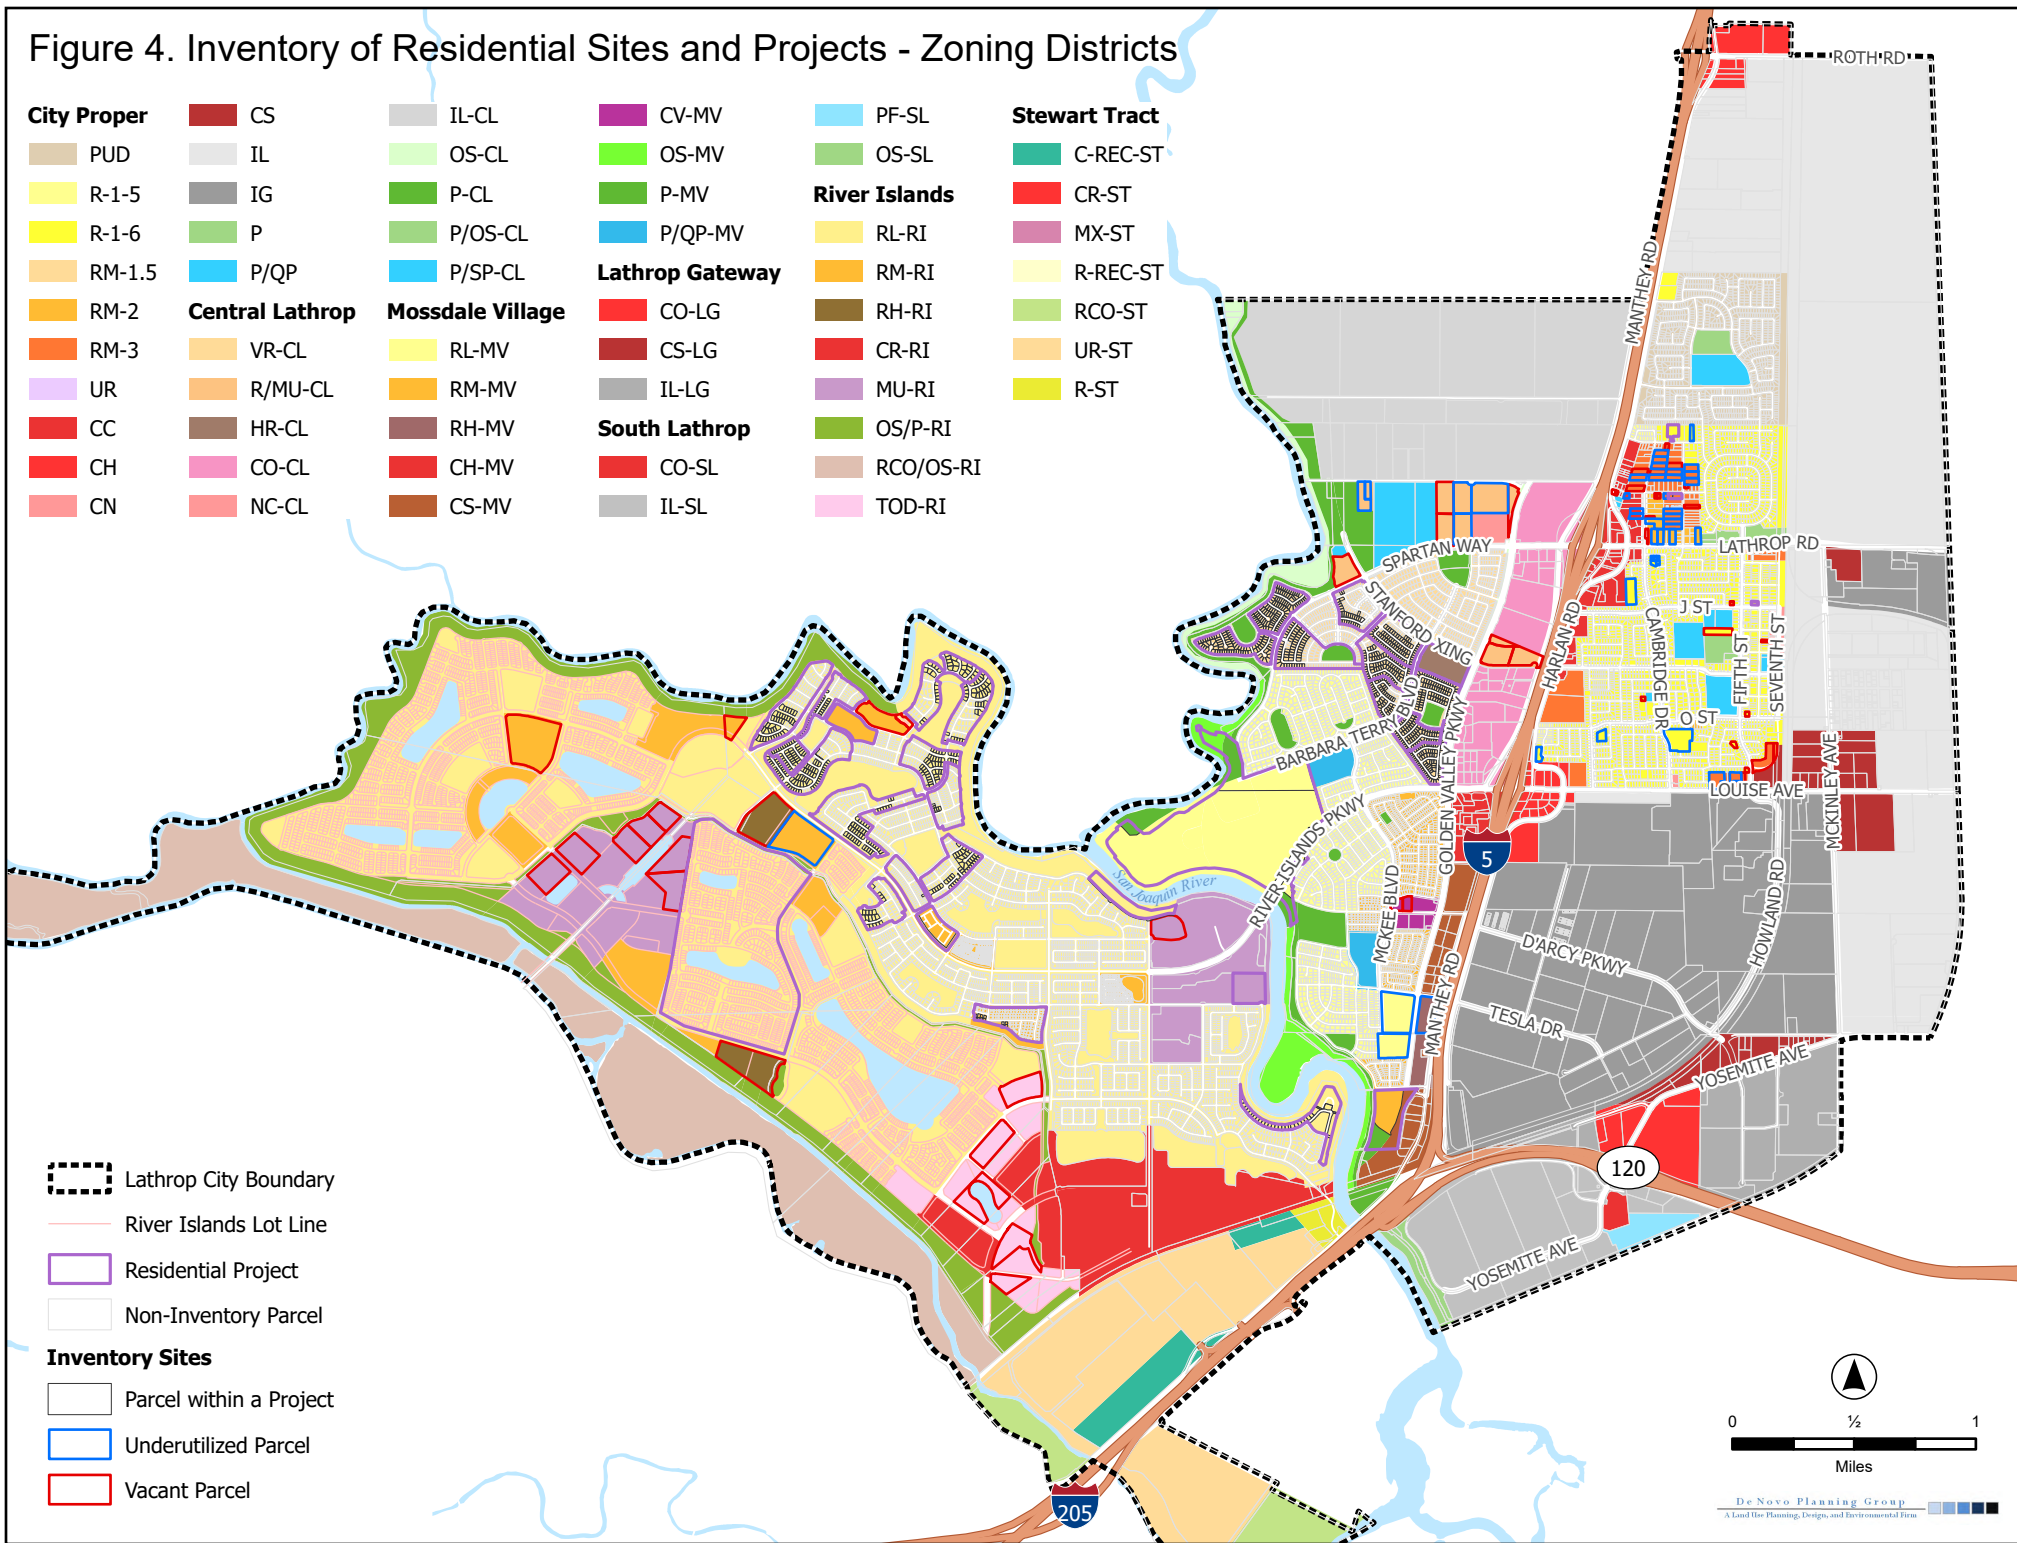 Figure 4. Inventory of Residential Sites and Projects - Zoning Districts
City Proper
PUD
R-1-5
R-1-6
RM-1.5
RM-2
RM-3
UR
CC
CH
CN
CS
IL
IG
P
P/QP
Central Lathrop
VR-CL
R/MU-CL
HR-CL
CO-CL
NC-CL
IL-CL
OS-CL
P-CL
P/OS-CL
P/SP-CL
Mossdale Village
RL-MV
RM-MV
RH-MV
CH-MV
CS-MV
CV-MV
OS-MV
P-MV
P/QP-MV
Lathrop Gateway
CO-LG
CS-LG
IL-LG
South Lathrop
CO-SL
IL-SL
PF-SL
OS-SL
River Islands
RL-RI
RM-RI
RH-RI
CR-RI
MU-RI
OS/P-RI
RCO/OS-RI
TOD-RI
Stewart Tract
C-REC-ST
CR-ST
MX-ST
R-REC-ST
RCO-ST
UR-ST
R-ST
ROTH RD
MANTHEY RD
LATHROP RD
SPARTAN WAY
STANFORD XING
HARLAN RD
J ST
CAMBRIDGE DR
FIFTH ST
SEVENTH ST
O ST
BARBARA TERRY BLVD
GOLDEN VALLEY PKWY
LOUISE AVE
MCKINLEY AVE
RIVER ISLANDS PKWY
5
San Joaquin River
MCKEE BLVD
HOWLAND RD
D'ARCY PKWY
MANTHEY RD
TESLA DR
YOSEMITE AVE
120
YOSEMITE AVE
205
Lathrop City Boundary
River Islands Lot Line
Residential Project
Non-Inventory Parcel
Inventory Sites
Parcel within a Project
Underutilized Parcel
Vacant Parcel
0 ½ 1
Miles
De Novo Planning Group
A Land Use Planning, Design, and Environmental Firm